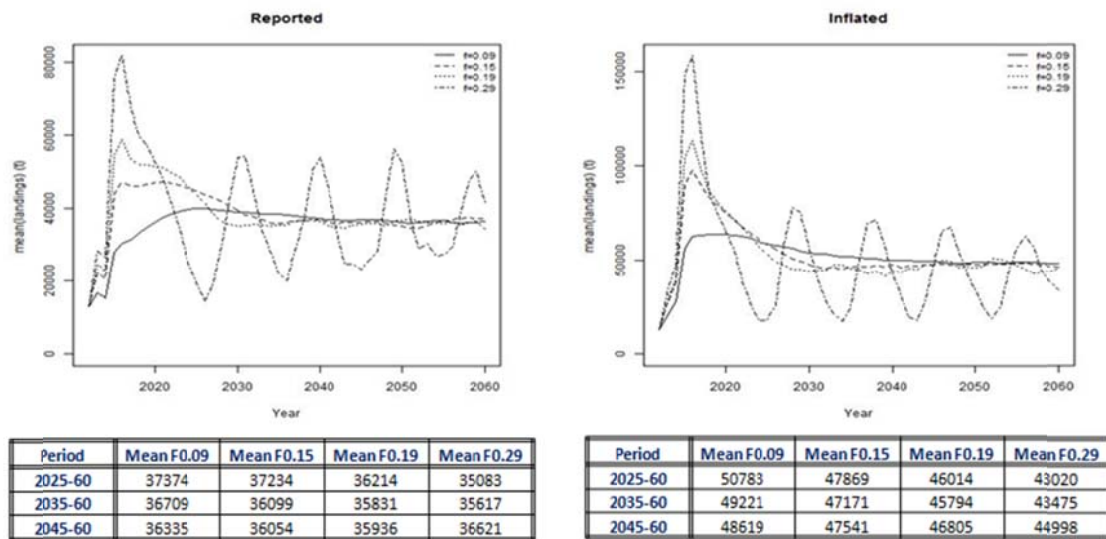 Reported
f=0.09
f=0.15
f=0.19
f=0.29
mean(landings) (t)
80000
60000
40000
20000
0
2020 2030 2040 2050 2060
Year
Period Mean F0.09 Mean F0.15 Mean F0.19 Mean F0.29
2025-60 37374 37234 36214 35083
2035-60 36709 36099 35831 35617
2045-60 36335 36054 35936 36621
Inflated
f=0.09
f=0.15
f=0.19
f=0.29
mean(landings) (t)
150000
100000
50000
0
2020 2030 2040 2050 2060
Year
Period Mean F0.09 Mean F0.15 Mean F0.19 Mean F0.29
2025-60 50783 47869 46014 43020
2035-60 49221 47171 45794 43475
2045-60 48619 47541 46805 44998